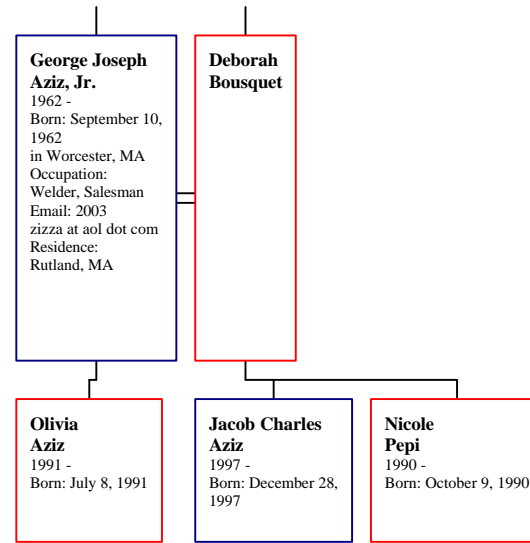 George Joseph
Aziz, Jr.
1962 -
Born: September 10,
1962
in Worcester, MA
Occupation:
Welder, Salesman
Email: 2003
zizza at aol dot com
Residence:
Rutland, MA
Deborah
Bousquet
Olivia
Aziz
1991 -
Born: July 8, 1991
Jacob Charles
Aziz
1997 -
Born: December 28,
1997
Nicole
Pepi
1990 -
Born: October 9, 1990